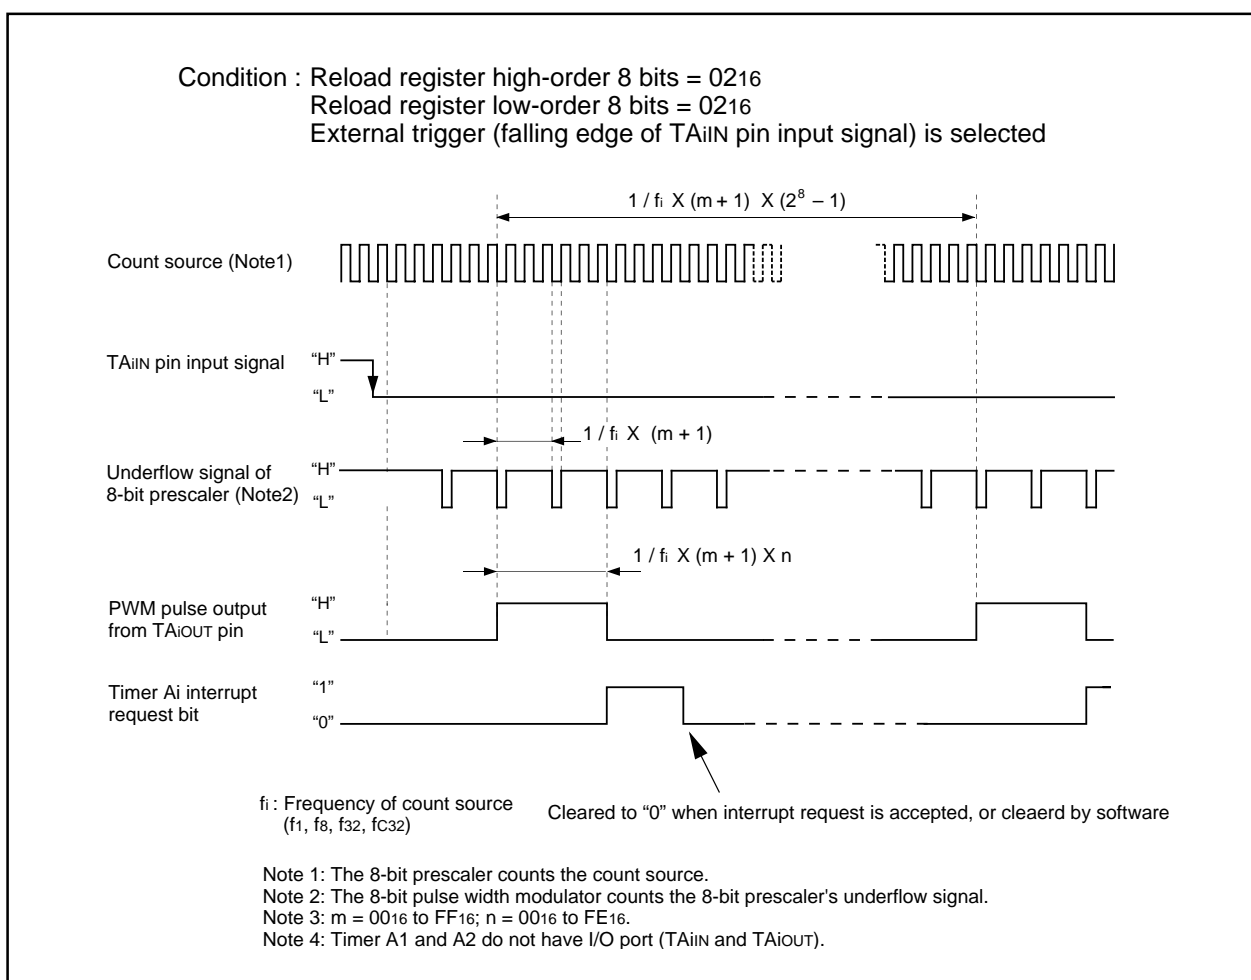 Condition : Reload register high-order 8 bits = 0216
Reload register low-order 8 bits = 0216
External trigger (falling edge of TAiIN pin input signal) is selected
1 / fi X (m + 1) X (2^8 – 1)
Count source (Note1)
TAiIN pin input signal
“H”
“L”
1 / fi X (m + 1)
Underflow signal of
8-bit prescaler (Note2)
“H”
“L”
1 / fi X (m + 1) X n
PWM pulse output
from TAiOUT pin
“H”
“L”
Timer Ai interrupt
request bit
“1”
“0”
fi : Frequency of count source
(f1, f8, f32, fC32)
Cleared to “0” when interrupt request is accepted, or cleaerd by software
Note 1: The 8-bit prescaler counts the count source.
Note 2: The 8-bit pulse width modulator counts the 8-bit prescaler's underflow signal.
Note 3: m = 0016 to FF16; n = 0016 to FE16.
Note 4: Timer A1 and A2 do not have I/O port (TAiIN and TAiOUT).